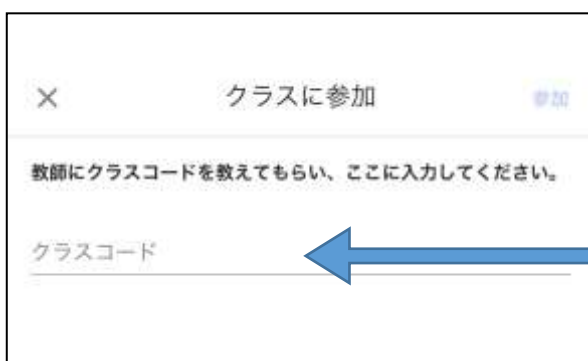 × クラスに参加 参加
教師にクラスコードを教えてもらい、ここに入力してください。
クラスコード